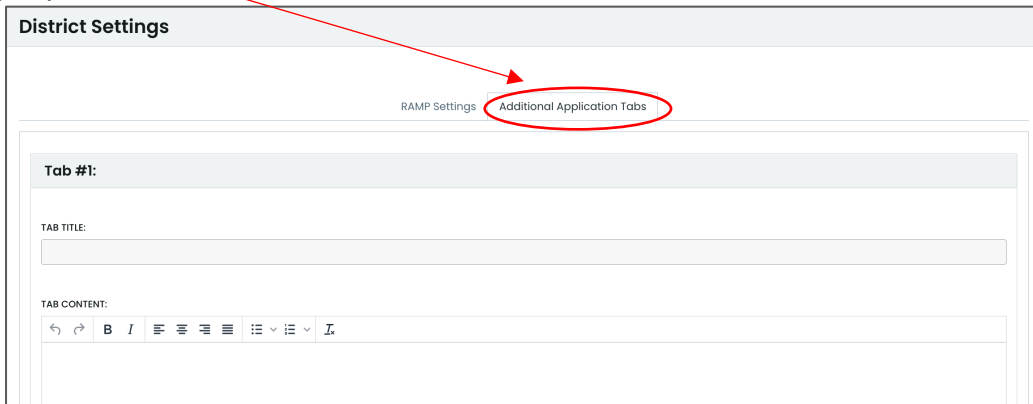 District Settings
RAMP Settings Additional Application Tabs
Tab #1:
TAB TITLE:
TAB CONTENT:
B I